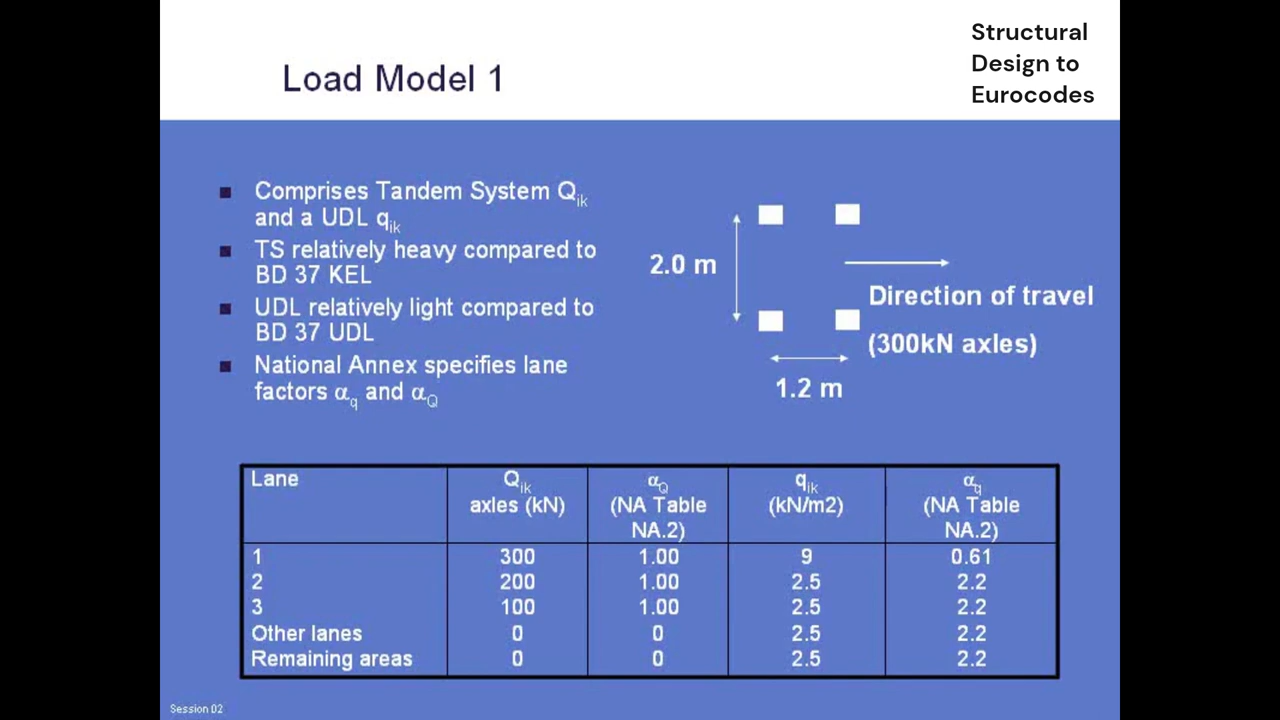 Structural
Design to
Eurocodes
Load Model 1
Comprises Tandem System Qik
and a UDL qik
TS relatively heavy compared to
BD 37 KEL
UDL relatively light compared to
BD 37 UDL
National Annex specifies lane
factors αq and αQ
2.0 m
Direction of travel
(300kN axles)
1.2 m
Lane Qik axles (kN) αQ (NA Table NA.2) qik (kN/m2) αq (NA Table NA.2)
1 300 1.00 9 0.61
2 200 1.00 2.5 2.2
3 100 1.00 2.5 2.2
Other lanes 0 0 2.5 2.2
Remaining areas 0 0 2.5 2.2
Session 02